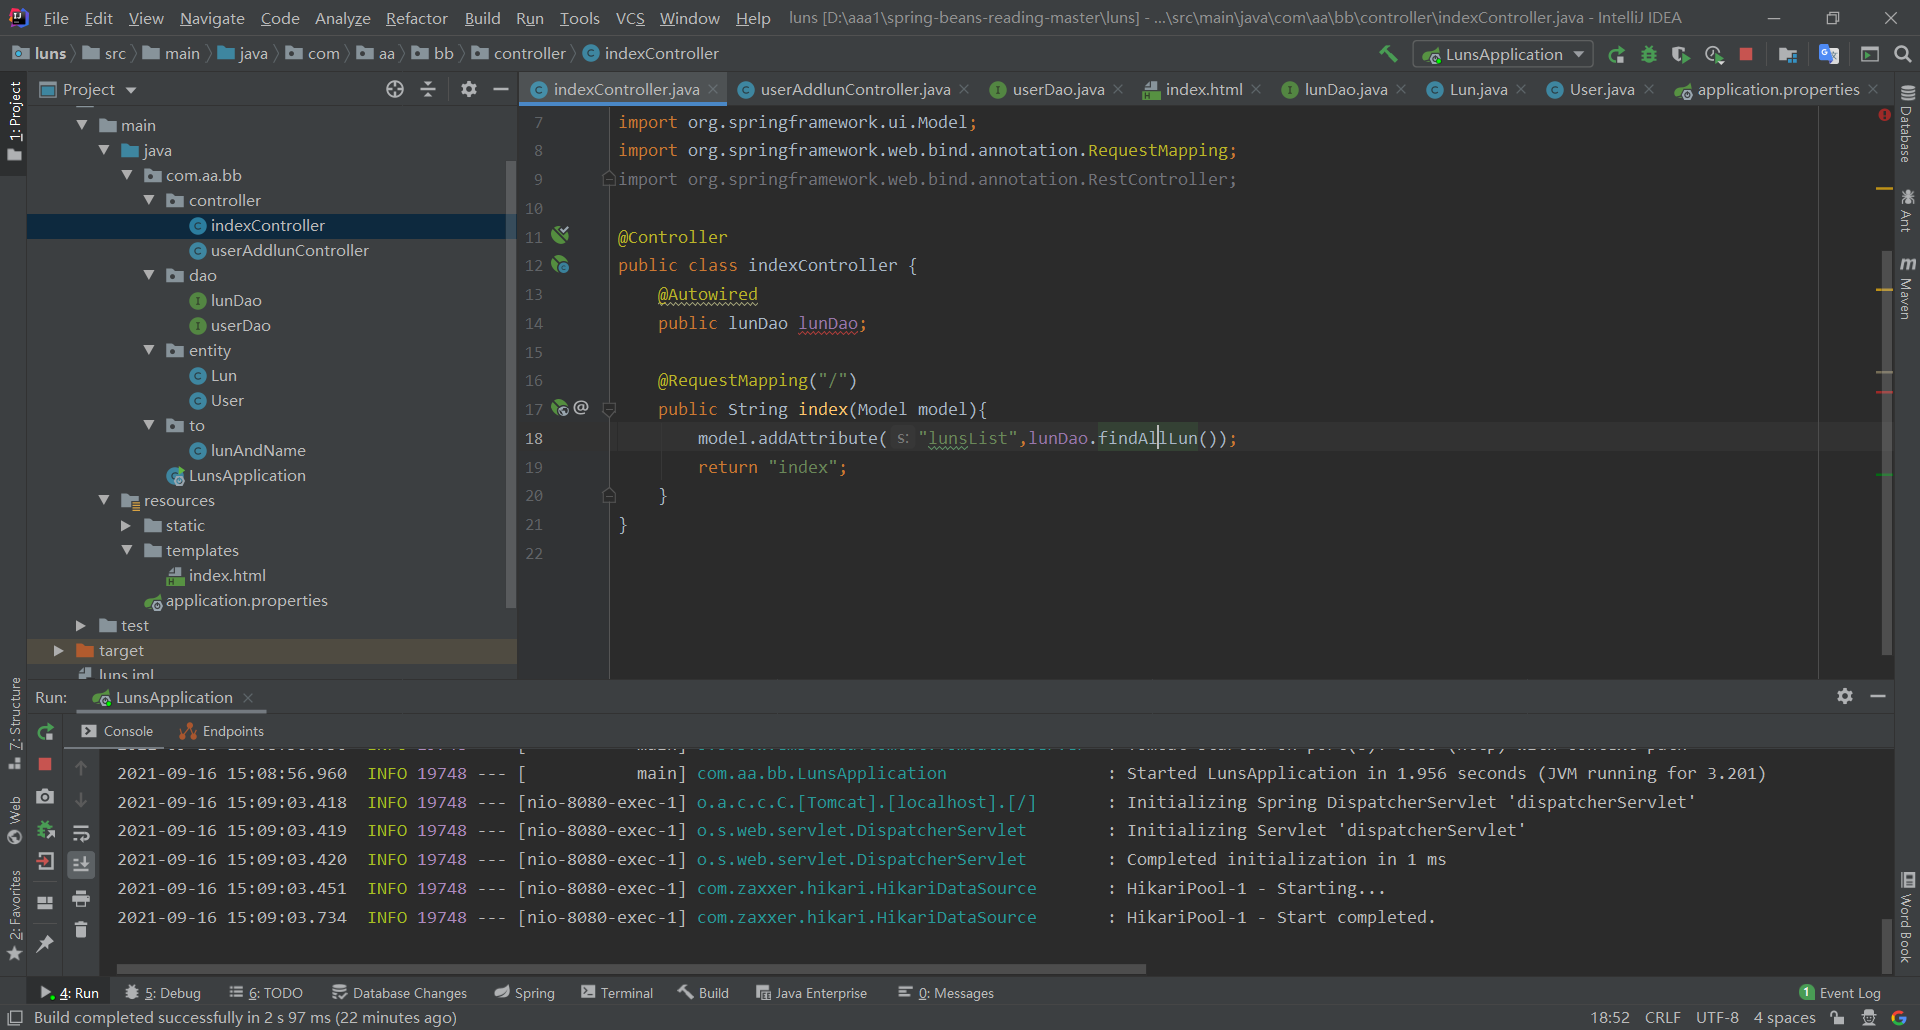 File Edit View Navigate Code Analyze Refactor Build Run Tools VCS Window Help luns [D:\aaa1\spring-beans-reading-master\luns] - ...\src\main\java\com\aa\bb\controller\indexController.java - IntelliJ IDEA
luns src main java com aa bb controller indexController LunsApplication
1: Project
Project
main
java
com.aa.bb
controller
indexController
userAddlunController
dao
lunDao
userDao
entity
Lun
User
to
lunAndName
LunsApplication
resources
static
templates
index.html
application.properties
test
target
luns.iml
indexController.java userAddlunController.java userDao.java index.html lunDao.java Lun.java User.java application.properties
7 import org.springframework.ui.Model;
8 import org.springframework.web.bind.annotation.RequestMapping;
9 import org.springframework.web.bind.annotation.RestController;
10
11 @Controller
12 public class indexController {
13 @Autowired
14 public lunDao lunDao;
15
16 @RequestMapping("/")
17 public String index(Model model){
18 model.addAttribute( s: "lunsList",lunDao.findAllLun());
19 return "index";
20 }
21 }
22
Database
Ant
Maven
Word Book
7: Structure
Web
2: Favorites
Run: LunsApplication
Console Endpoints
2021-09-16 15:08:56.960 INFO 19748 --- [ main] com.aa.bb.LunsApplication : Started LunsApplication in 1.956 seconds (JVM running for 3.201)
2021-09-16 15:09:03.418 INFO 19748 --- [nio-8080-exec-1] o.a.c.c.C.[Tomcat].[localhost].[/] : Initializing Spring DispatcherServlet 'dispatcherServlet'
2021-09-16 15:09:03.419 INFO 19748 --- [nio-8080-exec-1] o.s.web.servlet.DispatcherServlet : Initializing Servlet 'dispatcherServlet'
2021-09-16 15:09:03.420 INFO 19748 --- [nio-8080-exec-1] o.s.web.servlet.DispatcherServlet : Completed initialization in 1 ms
2021-09-16 15:09:03.451 INFO 19748 --- [nio-8080-exec-1] com.zaxxer.hikari.HikariDataSource : HikariPool-1 - Starting...
2021-09-16 15:09:03.734 INFO 19748 --- [nio-8080-exec-1] com.zaxxer.hikari.HikariDataSource : HikariPool-1 - Start completed.
4: Run 5: Debug 6: TODO Database Changes Spring Terminal Build Java Enterprise 0: Messages 1 Event Log
Build completed successfully in 2 s 97 ms (22 minutes ago) 18:52 CRLF UTF-8 4 spaces